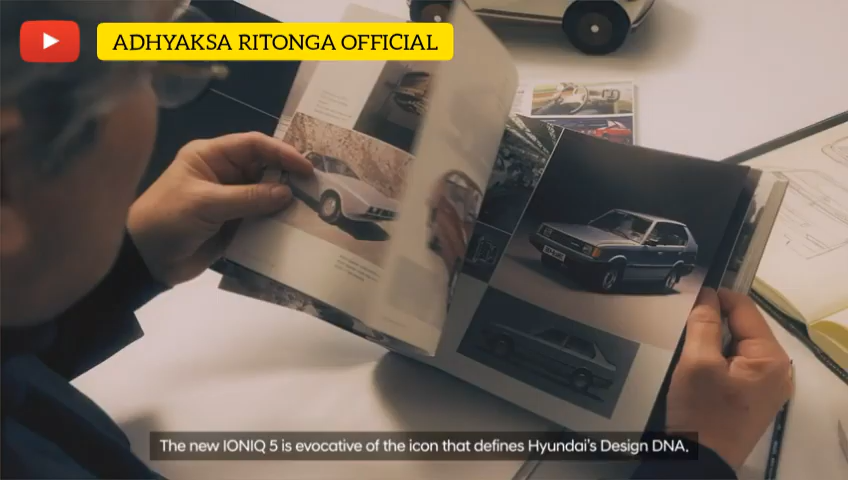 ADHYAKSA RITONGA OFFICIAL
The new IONIQ 5 is evocative of the icon that defines Hyundai's Design DNA,